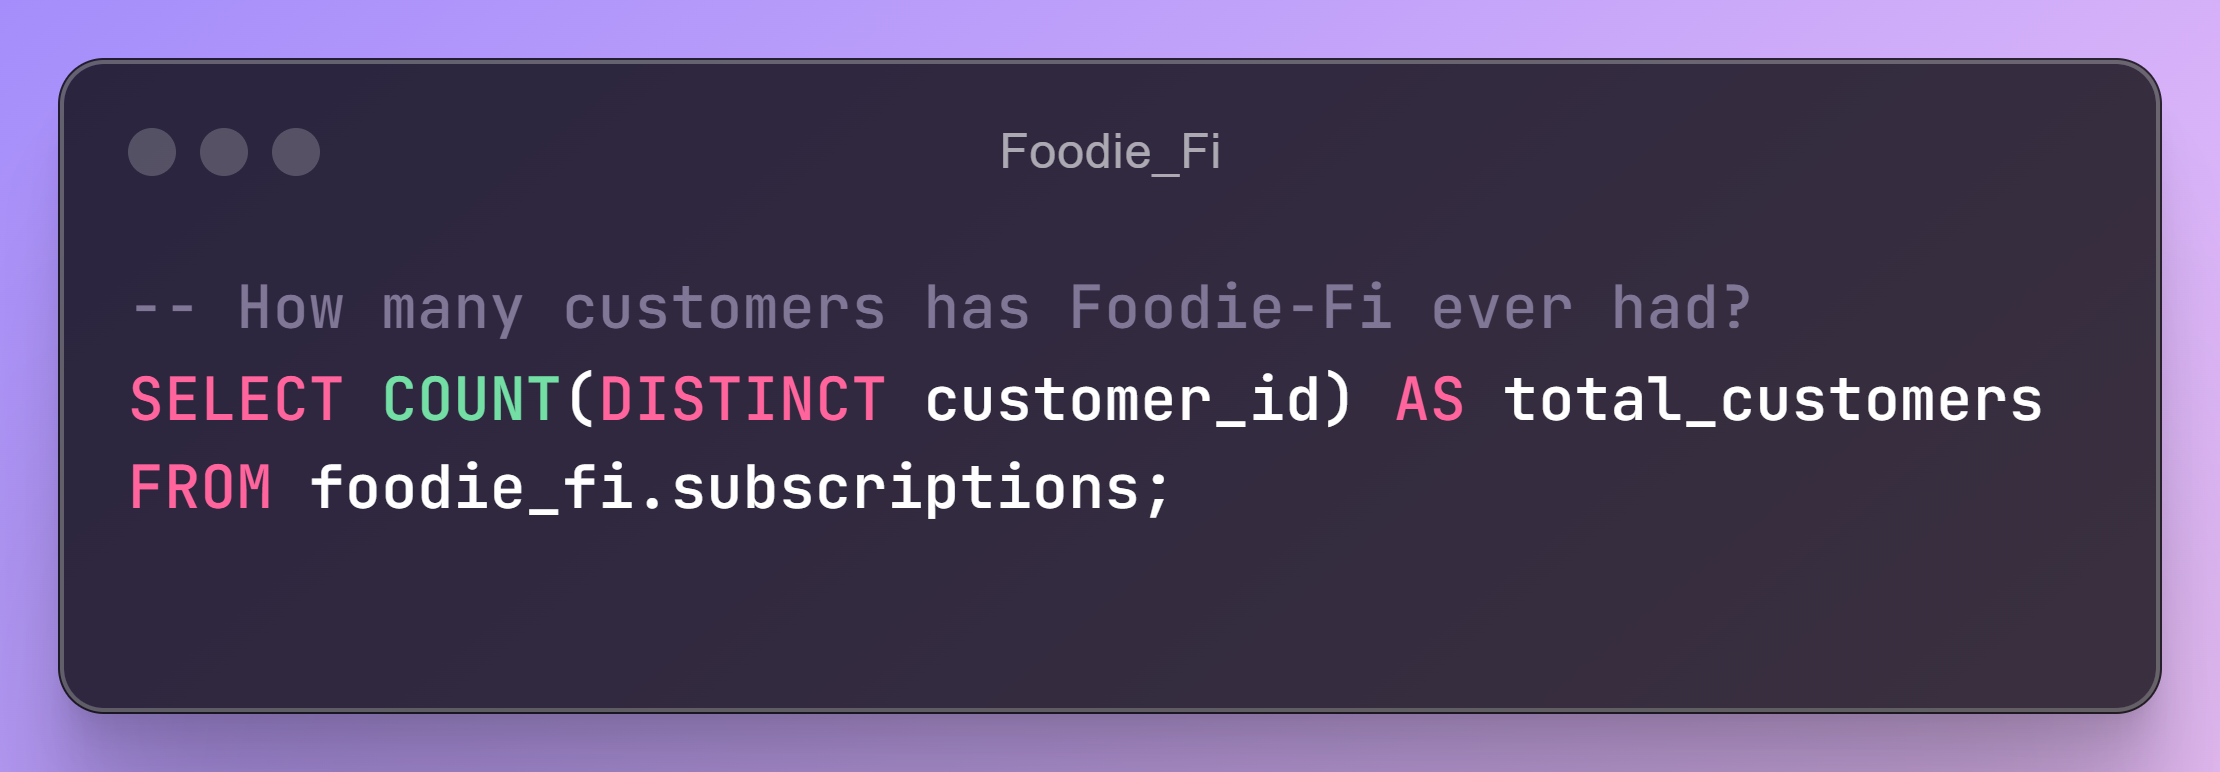 Foodie_Fi
-- How many customers has Foodie-Fi ever had?
SELECT COUNT(DISTINCT customer_id) AS total_customers
FROM foodie_fi.subscriptions;